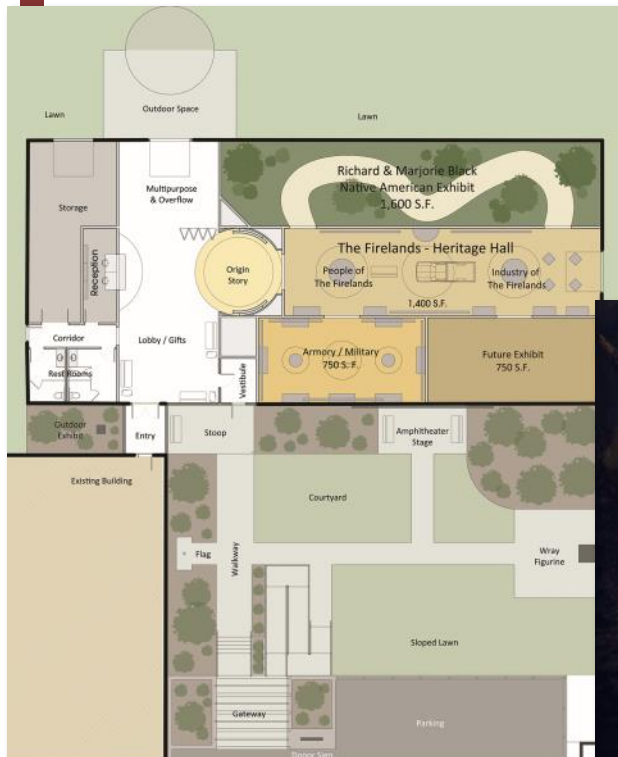 Outdoor Space
Lawn
Lawn
Richard & Marjorie Black
Native American Exhibit
1,600 S.F.
Multipurpose
& Overflow
Storage
Reception
Origin
Story
The Firelands - Heritage Hall
People of
The Firelands
Industry of
The Firelands
1,400 S.F.
Corridor
Lobby / Gifts
Rest Rooms
Vestibule
Armory / Military
750 S.F.
Future Exhibit
750 S.F.
Outdoor
Exhibit
Entry
Stoop
Amphitheater
Stage
Existing Building
Courtyard
Flag
Walkway
Wray
Figurine
Sloped Lawn
Gateway
Parking
Donor Sign